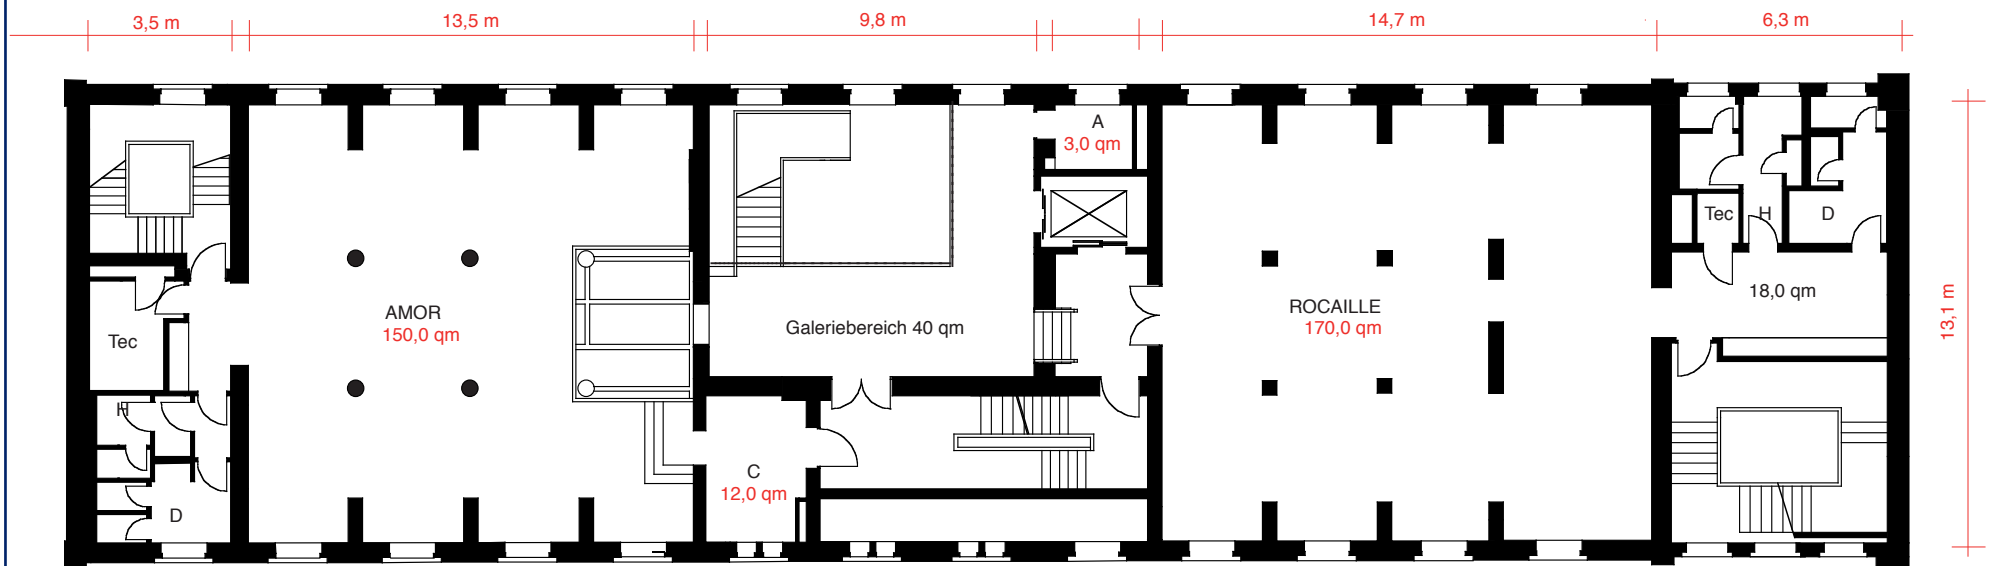 3,5 m
13,5 m
9,8 m
14,7 m
6,3 m
A
3,0 qm
Tec
H
D
18,0 qm
13,1 m
AMOR
150,0 qm
Galeriebereich 40 qm
ROCAILLE
170,0 qm
Tec
H
C
12,0 qm
D